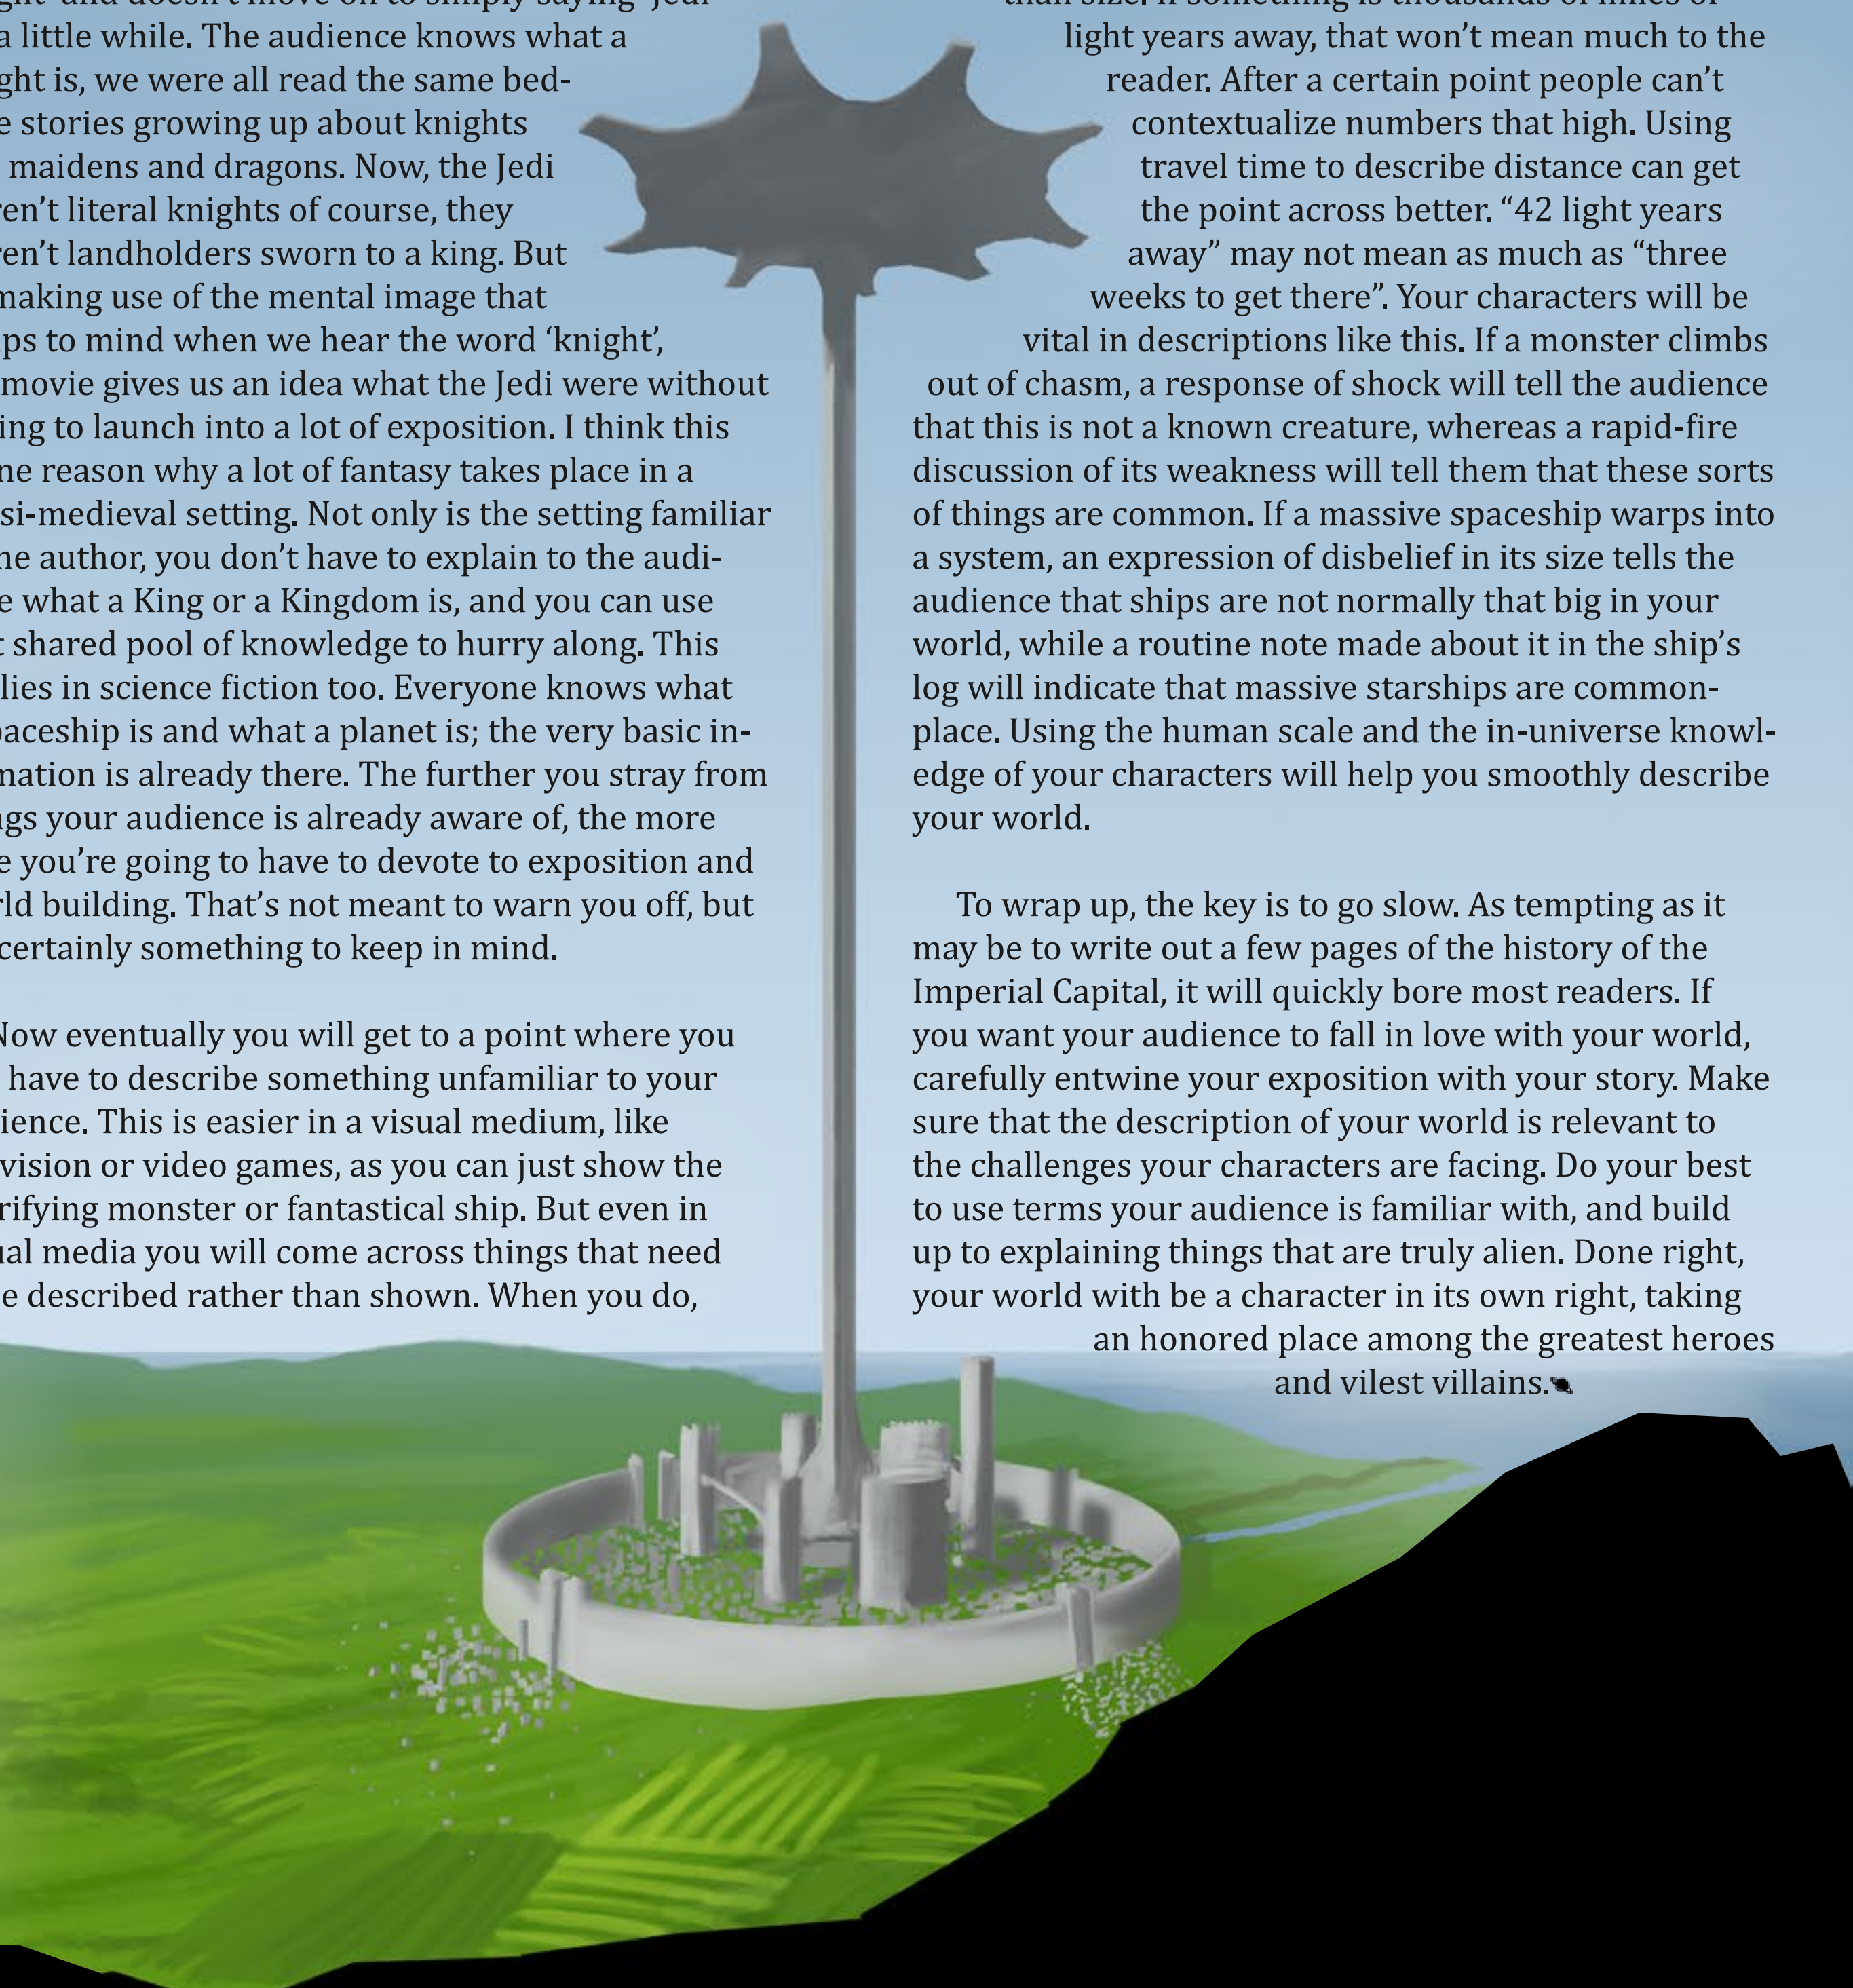 a little while. The audience knows what a
ght is, we were all read the same bed-
e stories growing up about knights
maidens and dragons. Now, the Jedi
ren’t literal knights of course, they
ren’t landholders sworn to a king. But
making use of the mental image that
ps to mind when we hear the word ‘knight’,
movie gives us an idea what the Jedi were without
ing to launch into a lot of exposition. I think this
ne reason why a lot of fantasy takes place in a
si-medieval setting. Not only is the setting familiar
he author, you don’t have to explain to the audi-
e what a King or a Kingdom is, and you can use
t shared pool of knowledge to hurry along. This
lies in science fiction too. Everyone knows what
paceship is and what a planet is; the very basic in-
mation is already there. The further you stray from
ngs your audience is already aware of, the more
e you’re going to have to devote to exposition and
rld building. That’s not meant to warn you off, but
certainly something to keep in mind.
Now eventually you will get to a point where you
have to describe something unfamiliar to your
ience. This is easier in a visual medium, like
vision or video games, as you can just show the
rifying monster or fantastical ship. But even in
ual media you will come across things that need
e described rather than shown. When you do,
than size. If something is thousands of miles or
light years away, that won’t mean much to the
reader. After a certain point people can’t
contextualize numbers that high. Using
travel time to describe distance can get
the point across better. “42 light years
away” may not mean as much as “three
weeks to get there”. Your characters will be
vital in descriptions like this. If a monster climbs
out of chasm, a response of shock will tell the audience
that this is not a known creature, whereas a rapid-fire
discussion of its weakness will tell them that these sorts
of things are common. If a massive spaceship warps into
a system, an expression of disbelief in its size tells the
audience that ships are not normally that big in your
world, while a routine note made about it in the ship’s
log will indicate that massive starships are common-
place. Using the human scale and the in-universe knowl-
edge of your characters will help you smoothly describe
your world.
To wrap up, the key is to go slow. As tempting as it
may be to write out a few pages of the history of the
Imperial Capital, it will quickly bore most readers. If
you want your audience to fall in love with your world,
carefully entwine your exposition with your story. Make
sure that the description of your world is relevant to
the challenges your characters are facing. Do your best
to use terms your audience is familiar with, and build
up to explaining things that are truly alien. Done right,
your world with be a character in its own right, taking
an honored place among the greatest heroes
and vilest villains.